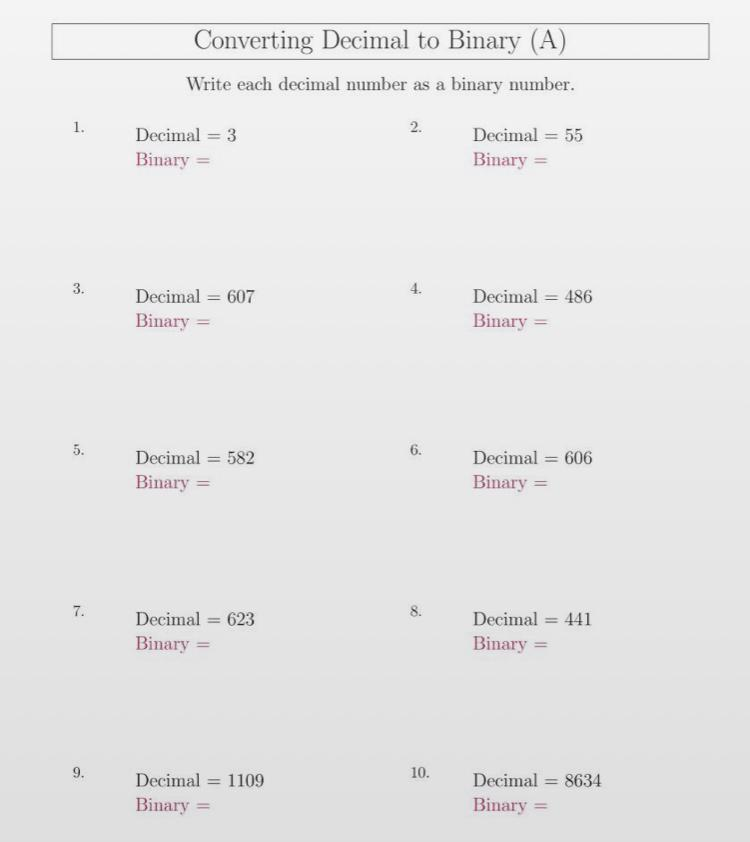 Converting Decimal to Binary (A)
Write each decimal number as a binary number.
1.
Decimal = 3
Binary =
2.
Decimal = 55
Binary =
3.
Decimal = 607
Binary =
4.
Decimal = 486
Binary =
5.
Decimal = 582
Binary =
6.
Decimal = 606
Binary =
7.
Decimal = 623
Binary =
8.
Decimal = 441
Binary =
9.
Decimal = 1109
Binary =
10.
Decimal = 8634
Binary =